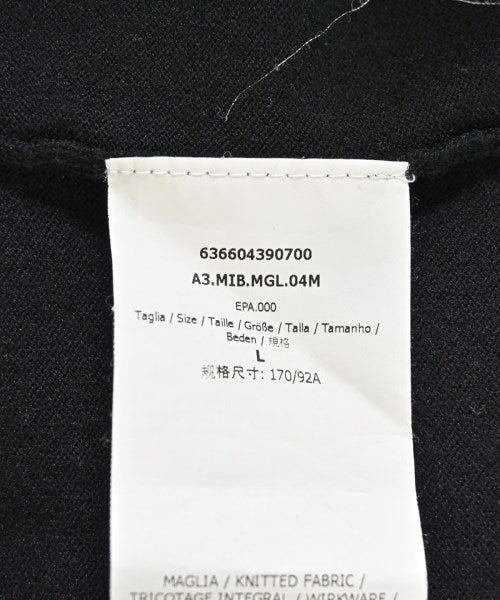 636604390700
A3.MIB.MGL.04M
EPA.000
Taglia / Size / Taille / Größe / Talla / Tamanho /
Beden / 規格
L
规格尺寸: 170/92A
MAGLIA / KNITTED FABRIC /
TRICOTAGE INTEGRAL / WIRKWARE /